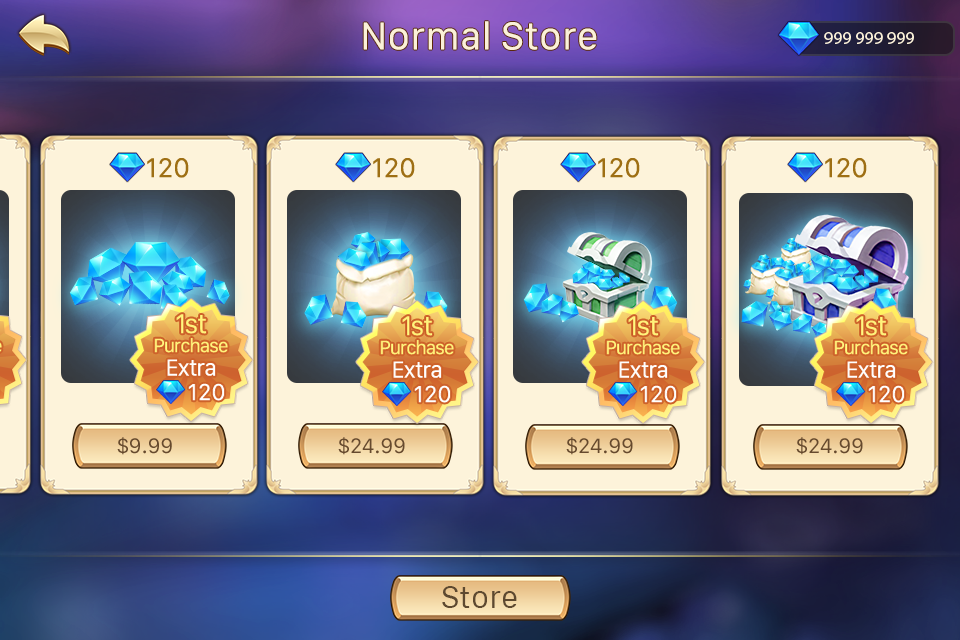 Normal Store
999 999 999
120
1st
Purchase
Extra
120
$9.99
120
1st
Purchase
Extra
120
$24.99
120
1st
Purchase
Extra
120
$24.99
120
1st
Purchase
Extra
120
$24.99
Store